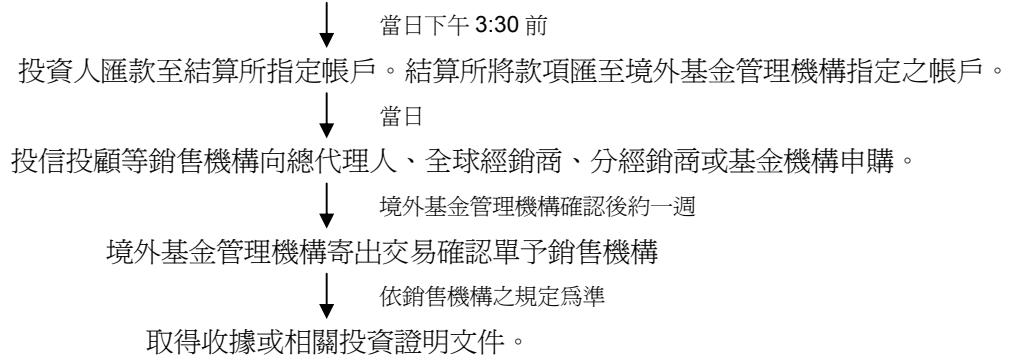 當日下午 3:30 前
投資人匯款至結算所指定帳戶。結算所將款項匯至境外基金管理機構指定之帳戶。
當日
投信投顧等銷售機構向總代理人、全球經銷商、分經銷商或基金機構申購。
境外基金管理機構確認後約一週
境外基金管理機構寄出交易確認單予銷售機構
依銷售機構之規定爲準
取得收據或相關投資證明文件。